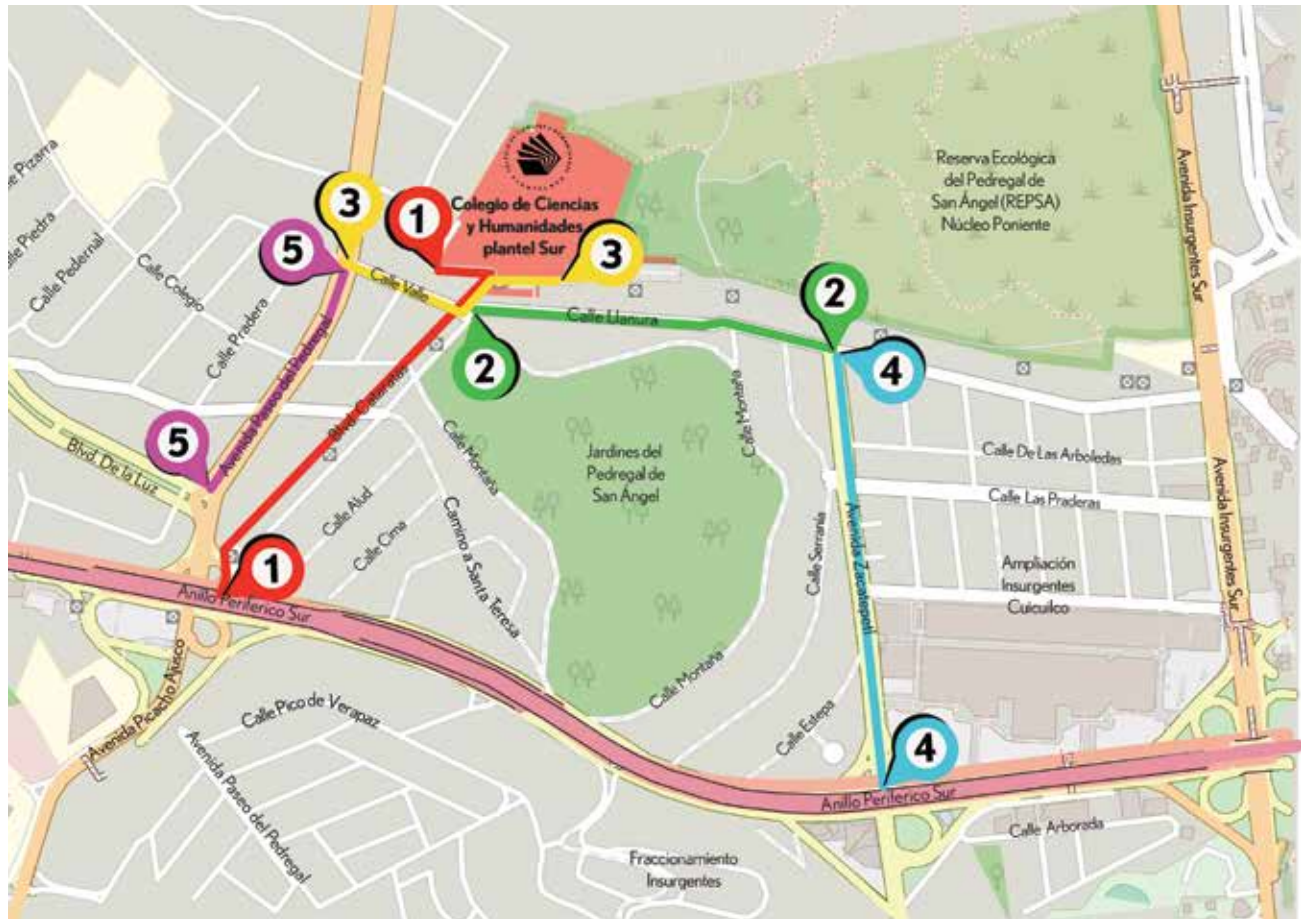 Calle Pizarra
Calle Piedra
Calle Pedernal
Calle Colegio
Calle Pradera
3
5
1
Colegio de Ciencias
y Humanidades
plantel Sur
3
Calle Valle
2
Calle Llanura
2
4
Reserva Ecológica
del Pedregal de
San Ángel (REPSA)
Núcleo Poniente
Avenida Insurgentes Sur
Avenida Paseo del Pedregal
5
Blvd. De la Luz
Blvd. Cataratas
Calle Montaña
Jardines del
Pedregal de
San Ángel
Calle Montaña
Calle De Las Arboledas
Calle Las Praderas
Avenida Insurgentes Sur
Calle Alud
Calle Cima
Camino a Santa Teresa
Calle Serranía
Avenida Zacatepetl
Ampliación
Insurgentes
Cuicuilco
1
Anillo Periferico Sur
Avenida Picacho Ajusco
Calle Pico de Verapaz
Avenida Paseo del Pedregal
Calle Montaña
Calle Estepa
4
Anillo Periferico Sur
Calle Arborada
Fraccionamiento
Insurgentes